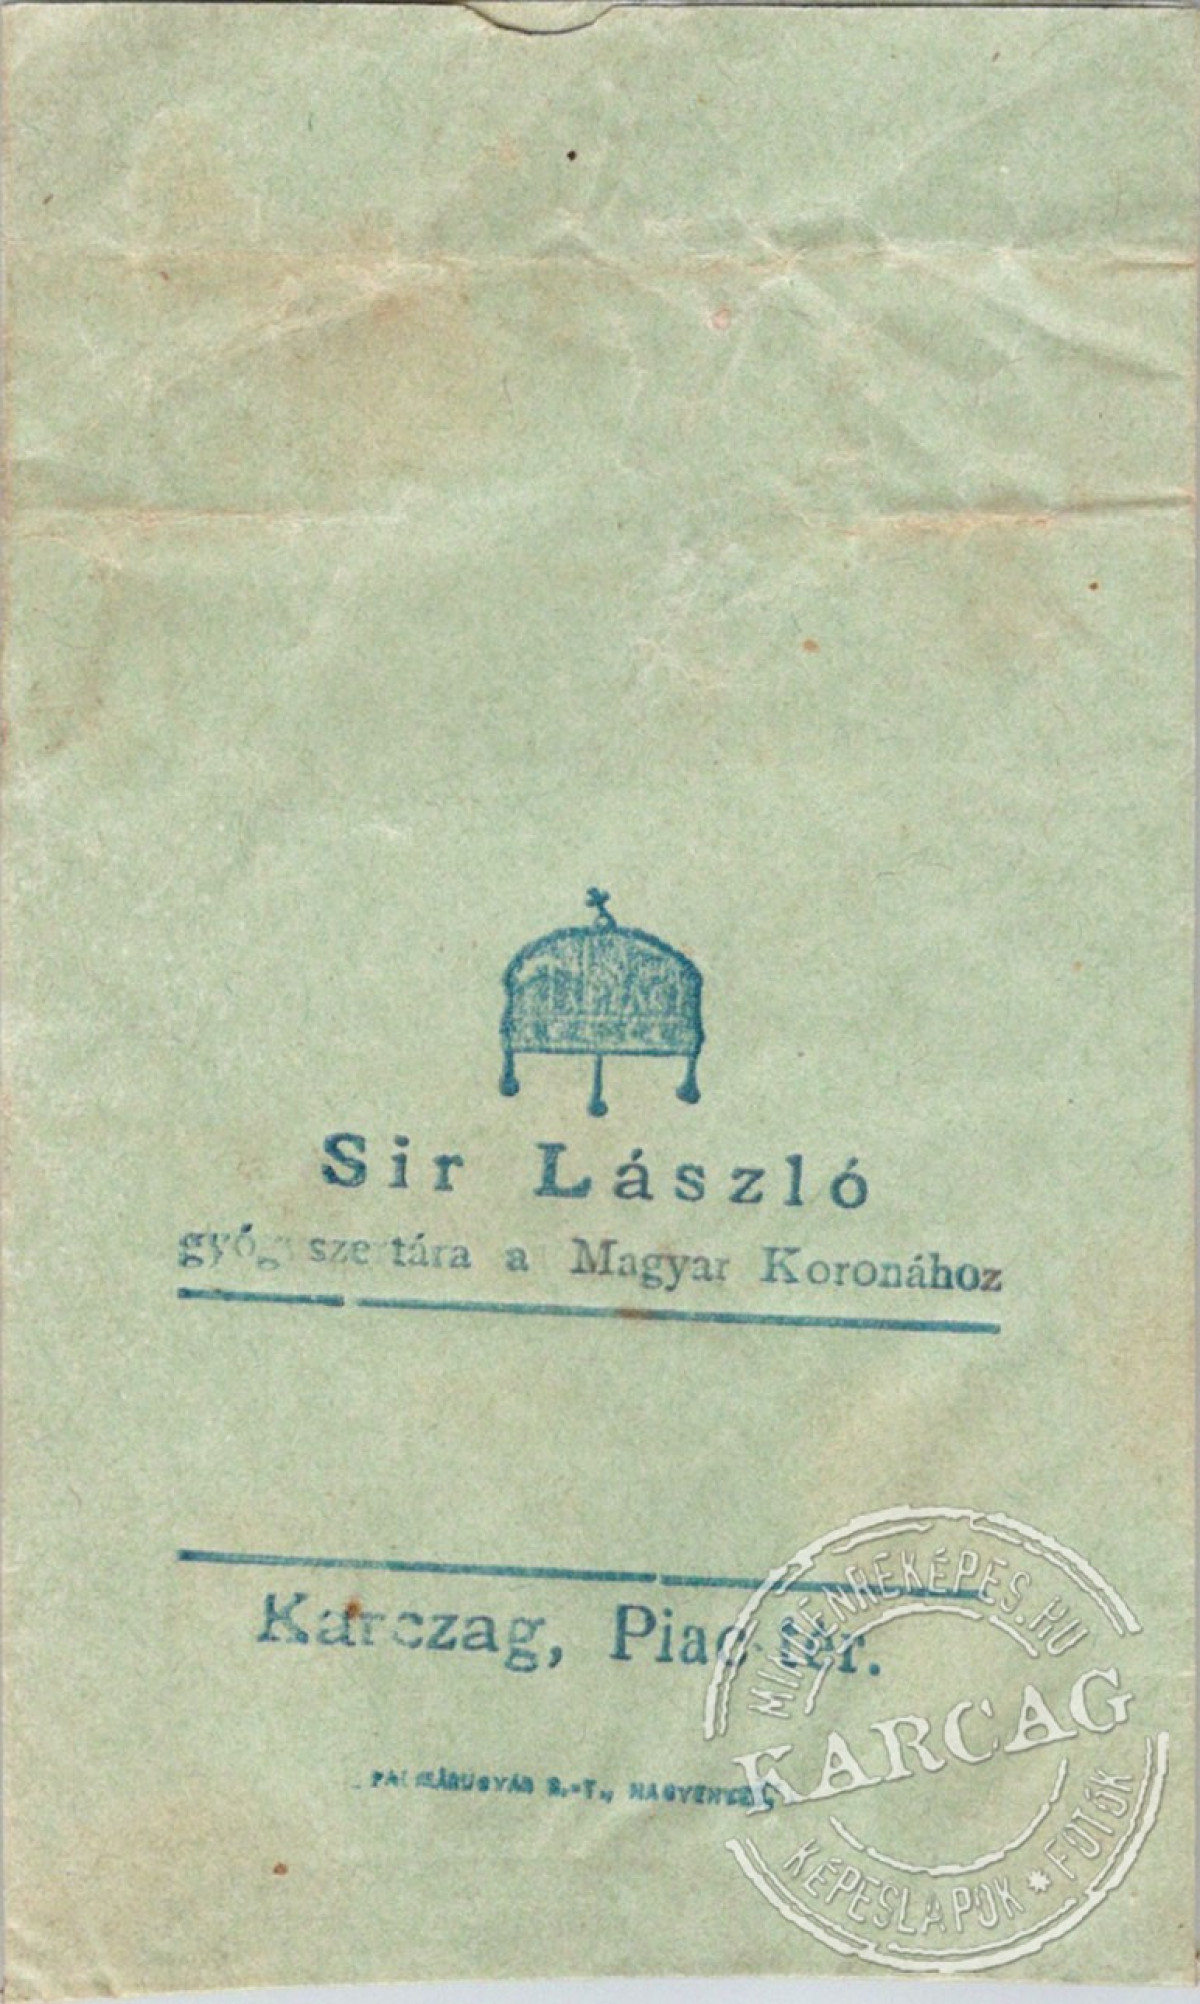 Sir László
gyógyszertára a Magyar Koronához
Karczag, Piac-tér.
R.-T.,
MINDENREKÉPES.HU
KARCAG
KÉPESLAPOK * FOTÓK